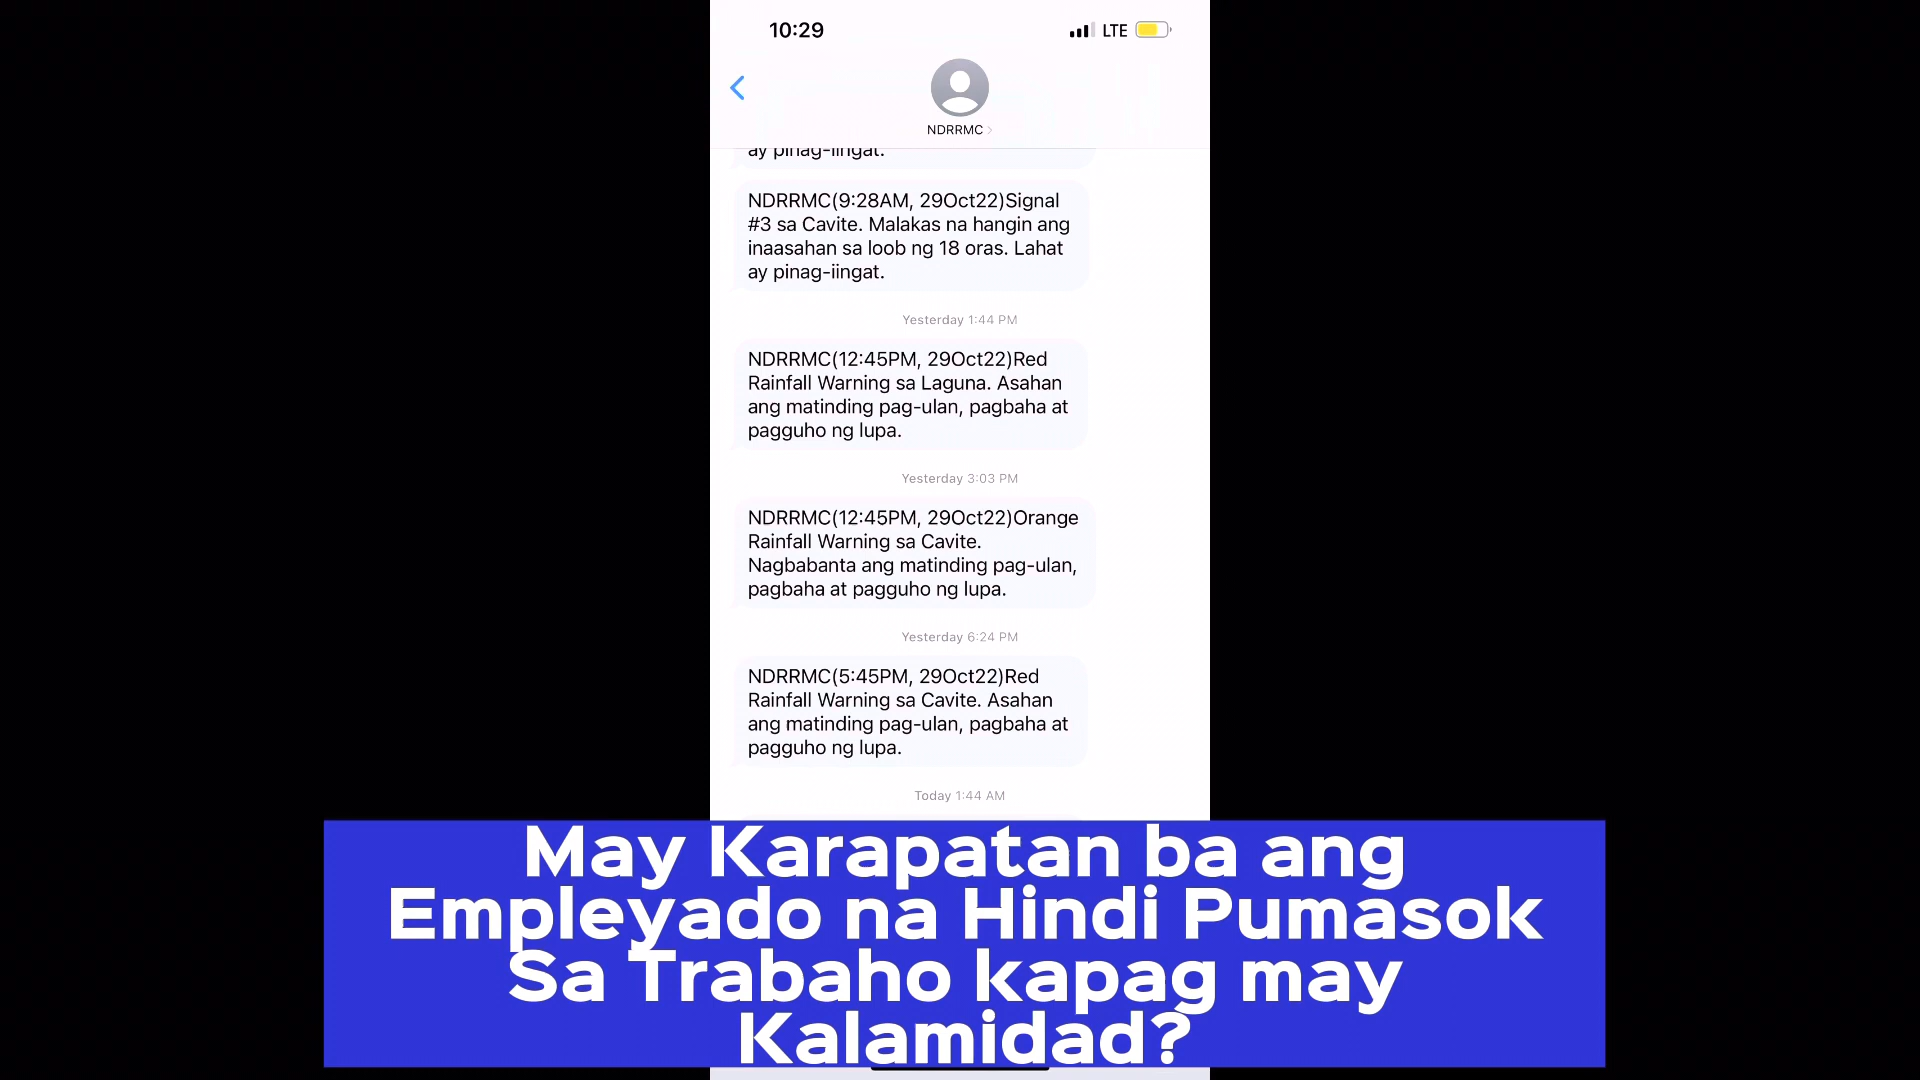 10:29
LTE
NDRRMC
ay pinag-iingat.
NDRRMC(9:28AM, 29Oct22)Signal
#3 sa Cavite. Malakas na hangin ang
inaasahan sa loob ng 18 oras. Lahat
ay pinag-iingat.
Yesterday 1:44 PM
NDRRMC(12:45PM, 29Oct22)Red
Rainfall Warning sa Laguna. Asahan
ang matinding pag-ulan, pagbaha at
pagguho ng lupa.
Yesterday 3:03 PM
NDRRMC(12:45PM, 29Oct22)Orange
Rainfall Warning sa Cavite.
Nagbabanta ang matinding pag-ulan,
pagbaha at pagguho ng lupa.
Yesterday 6:24 PM
NDRRMC(5:45PM, 29Oct22)Red
Rainfall Warning sa Cavite. Asahan
ang matinding pag-ulan, pagbaha at
pagguho ng lupa.
Today 1:44 AM
May Karapatan ba ang
Empleyado na Hindi Pumasok
Sa Trabaho kapag may
Kalamidad?